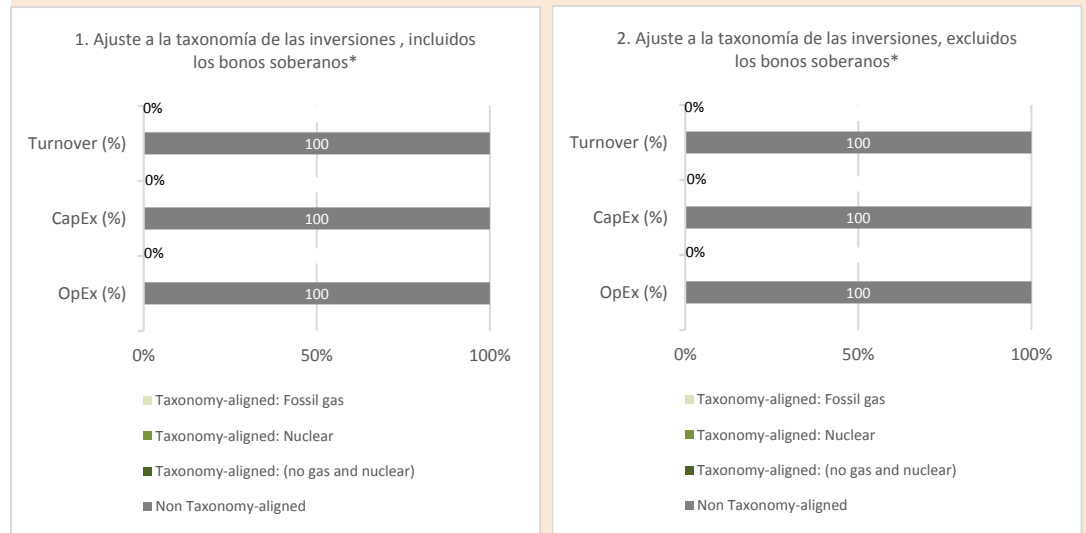 1. Ajuste a la taxonomía de las inversiones , incluidos
los bonos soberanos*
0%
Turnover (%)
100
0%
CapEx (%)
100
0%
OpEx (%)
100
0%
50%
100%
Taxonomy-aligned: Fossil gas
Taxonomy-aligned: Nuclear
Taxonomy-aligned: (no gas and nuclear)
Non Taxonomy-aligned
2. Ajuste a la taxonomía de las inversiones, excluidos
los bonos soberanos*
0%
Turnover (%)
100
0%
CapEx (%)
100
0%
OpEx (%)
100
0%
50%
100%
Taxonomy-aligned: Fossil gas
Taxonomy-aligned: Nuclear
Taxonomy-aligned: (no gas and nuclear)
Non Taxonomy-aligned